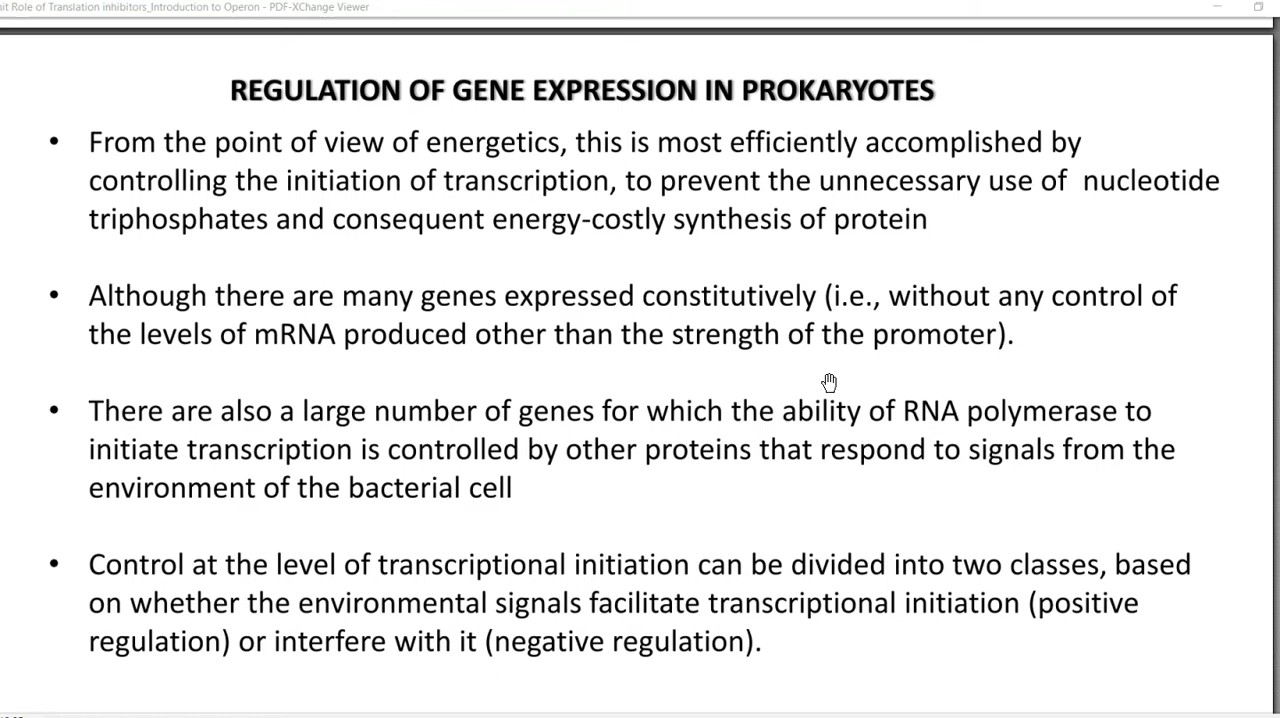 it Role of Translation inhibitors_Introduction to Operon - PDF-XChange Viewer
REGULATION OF GENE EXPRESSION IN PROKARYOTES
• From the point of view of energetics, this is most efficiently accomplished by
controlling the initiation of transcription, to prevent the unnecessary use of nucleotide
triphosphates and consequent energy-costly synthesis of protein
• Although there are many genes expressed constitutively (i.e., without any control of
the levels of mRNA produced other than the strength of the promoter).
• There are also a large number of genes for which the ability of RNA polymerase to
initiate transcription is controlled by other proteins that respond to signals from the
environment of the bacterial cell
• Control at the level of transcriptional initiation can be divided into two classes, based
on whether the environmental signals facilitate transcriptional initiation (positive
regulation) or interfere with it (negative regulation).